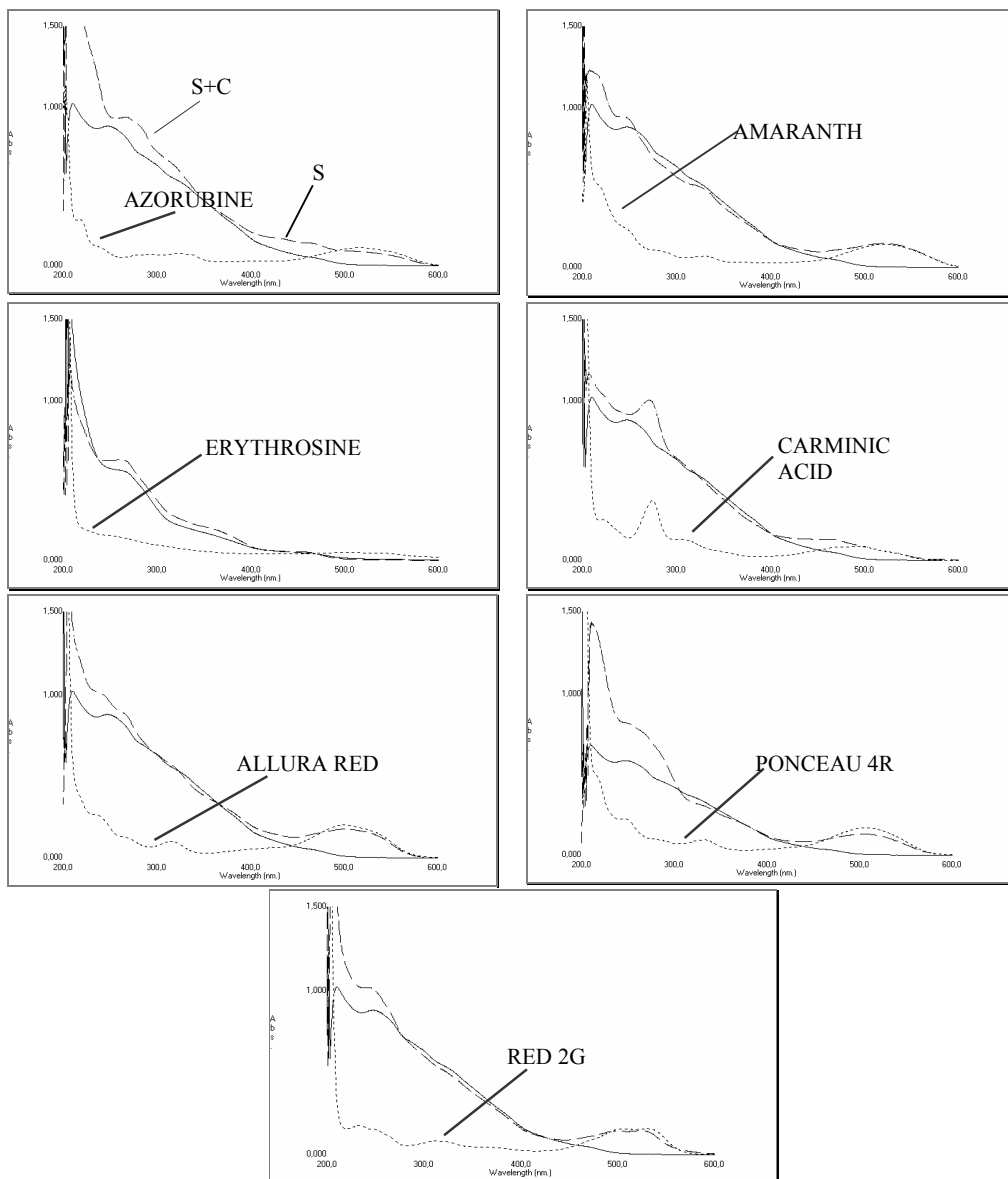 1,500
S+C
1,000
A
b
s
S
AZORUBINE
0,000
200,0 300,0 400,0 500,0 600,0
Wavelength (nm.)
1,500
1,000
AMARANTH
A
b
s
0,000
200,0 300,0 400,0 500,0 600,0
Wavelength (nm.)
1,500
1,000
A
b
s
ERYTHROSINE
0,000
200,0 300,0 400,0 500,0 600,0
Wavelength (nm.)
1,500
1,000
A
b
s
CARMINIC
ACID
0,000
200,0 300,0 400,0 500,0 600,0
Wavelength (nm.)
1,500
1,000
A
b
s
ALLURA RED
0,000
200,0 300,0 400,0 500,0 600,0
Wavelength (nm.)
1,500
1,000
A
b
s
PONCEAU 4R
0,000
200,0 300,0 400,0 500,0 600,0
Wavelength (nm.)
1,500
1,000
A
b
s
RED 2G
0,000
200,0 300,0 400,0 500,0 600,0
Wavelength (nm.)